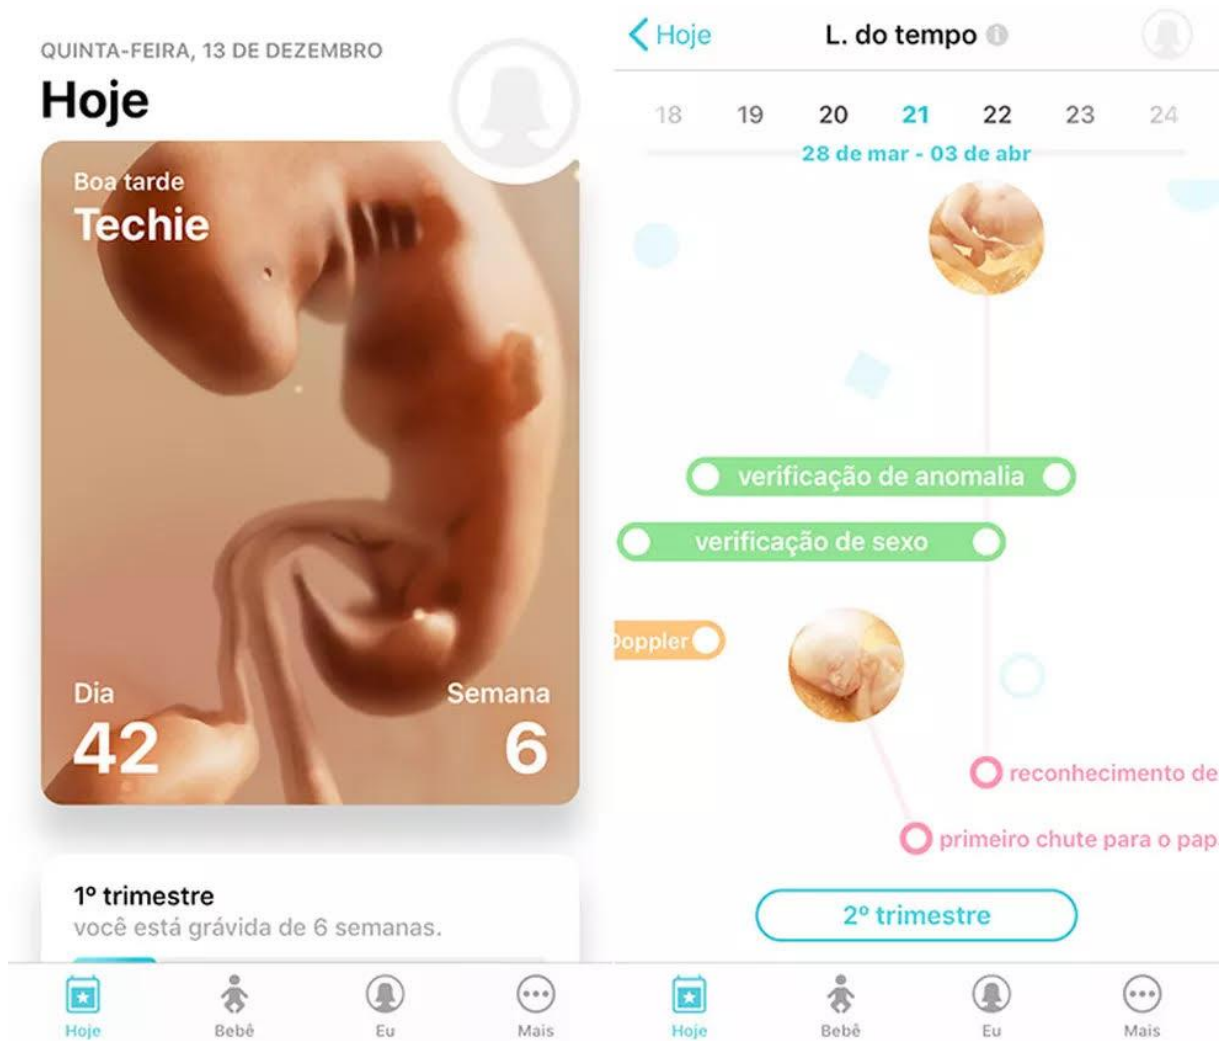 QUINTA-FEIRA, 13 DE DEZEMBRO
Hoje
Boa tarde
Techie
Dia
42
Semana
6
1º trimestre
você está grávida de 6 semanas.
Hoje Bebê Eu Mais
Hoje
L. do tempo
18 19 20 21 22 23 24
28 de mar - 03 de abr
verificação de anomalia
verificação de sexo
Doppler
reconhecimento de
primeiro chute para o pap
2º trimestre
Hoje Bebê Eu Mais